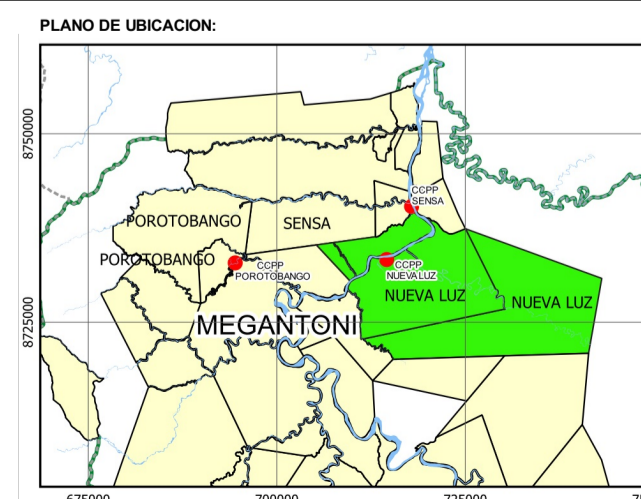 PLANO DE UBICACION:
8750000
CCPP
SENSA
POROTOBANGO
SENSA
POROTOBANGO
CCPP
POROTOBANGO
CCPP
NUEVA LUZ
NUEVA LUZ
NUEVA LUZ
MEGANTONI
8725000
675000
700000
725000